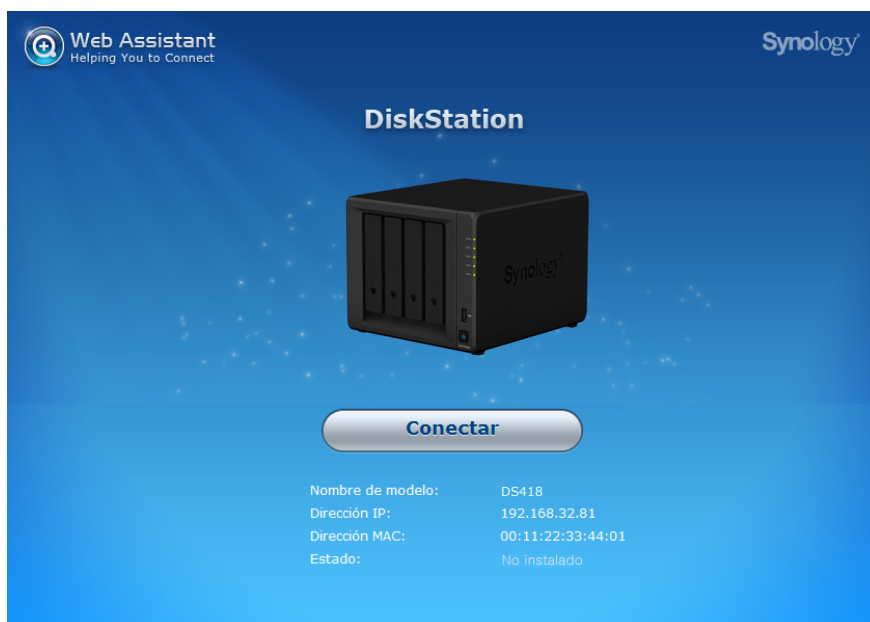 Web Assistant
Helping You to Connect
Synology
DiskStation
Synology
Conectar
Nombre de modelo: DS418
Dirección IP: 192.168.32.81
Dirección MAC: 00:11:22:33:44:01
Estado: No instalado